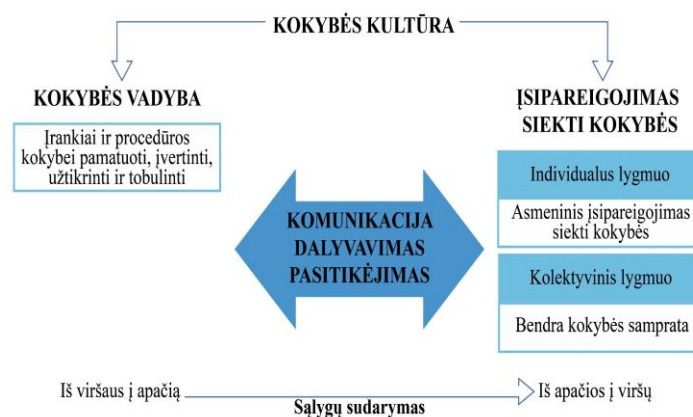 KOKYBĖS KULTŪRA
KOKYBĖS VADYBA
Įrankiai ir procedūros
kokybei pamatuoti, įvertinti,
užtikrinti ir tobulinti
KOMUNIKACIJA
DALYVAVIMAS
PASITIKĖJIMAS
ĮSIPAREIGOJIMAS
SIEKTI KOKYBĖS
Individualus lygmuo
Asmeninis įsipareigojimas
siekti kokybės
Kolektyvinis lygmuo
Bendra kokybės samprata
Iš viršaus į apačią
Sąlygų sudarymas
Iš apačios į viršų